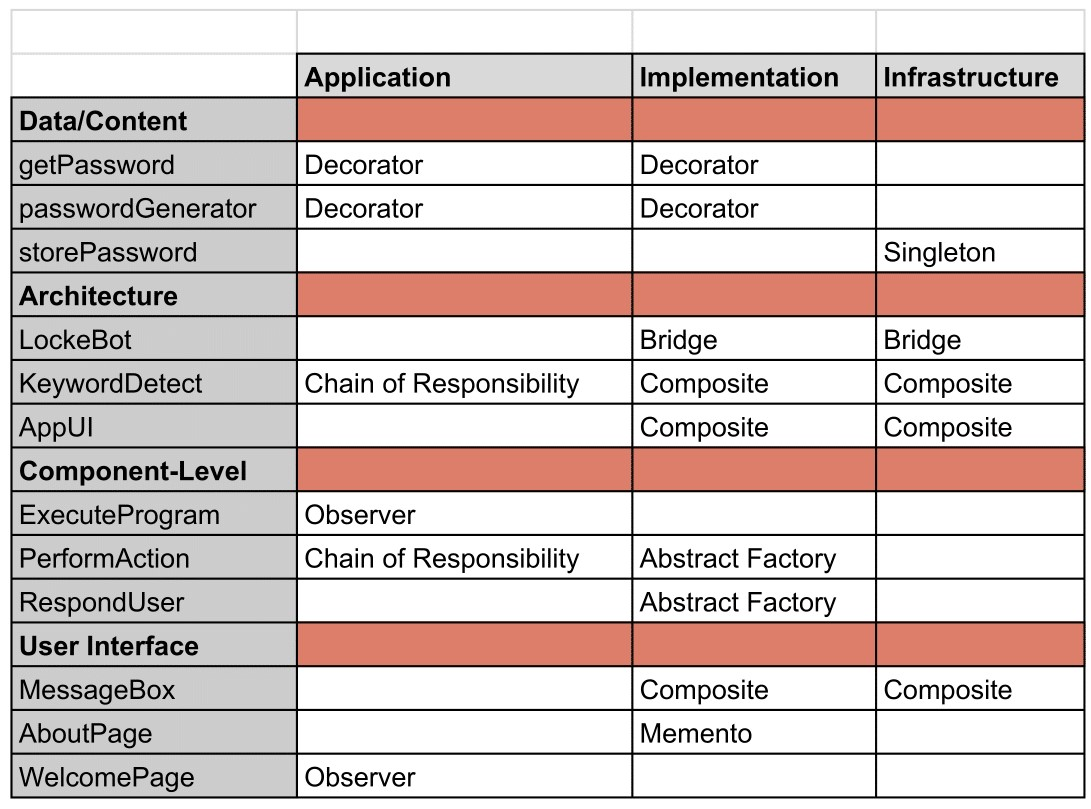 Application Implementation Infrastructure
Data/Content
getPassword Decorator Decorator
passwordGenerator Decorator Decorator
storePassword Singleton
Architecture
LockeBot Bridge Bridge
KeywordDetect Chain of Responsibility Composite Composite
AppUI Composite Composite
Component-Level
ExecuteProgram Observer
PerformAction Chain of Responsibility Abstract Factory
RespondUser Abstract Factory
User Interface
MessageBox Composite Composite
AboutPage Memento
WelcomePage Observer